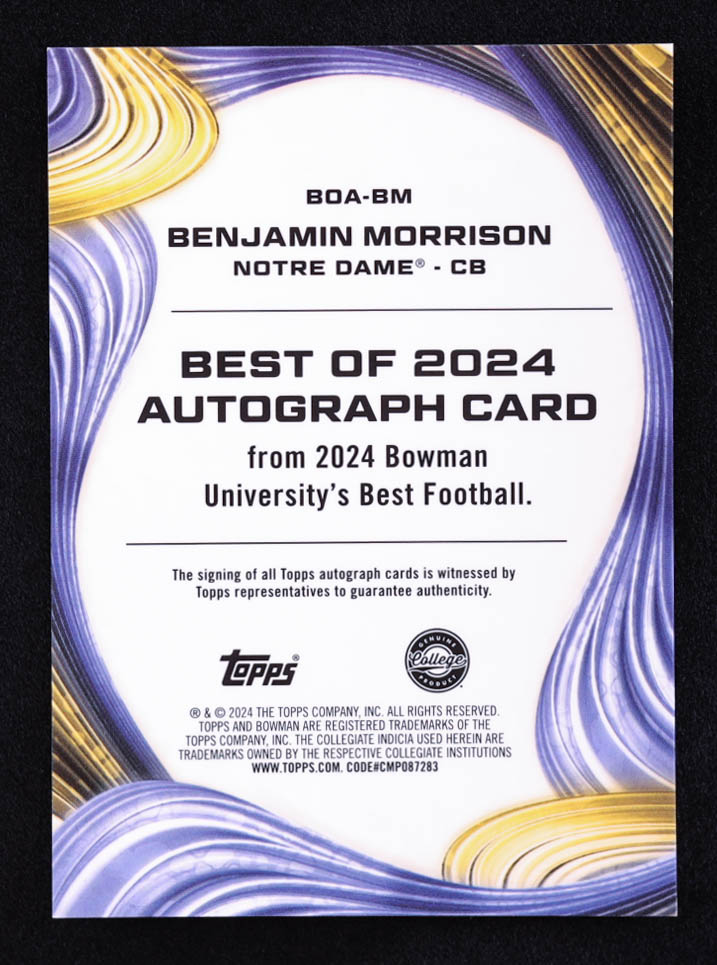 BOA-BM
BENJAMIN MORRISON
NOTRE DAME® - CB
BEST OF 2024
AUTOGRAPH CARD
from 2024 Bowman
University's Best Football.
The signing of all Topps autograph cards is witnessed by
Topps representatives to guarantee authenticity.
Topps®
GENUINE
College
PRODUCT
® & © 2024 THE TOPPS COMPANY, INC. ALL RIGHTS RESERVED.
TOPPS AND BOWMAN ARE REGISTERED TRADEMARKS OF THE
TOPPS COMPANY, INC. THE COLLEGIATE INDICIA USED HEREIN ARE
TRADEMARKS OWNED BY THE RESPECTIVE COLLEGIATE INSTITUTIONS
WWW.TOPPS.COM. CODE#CMP087283